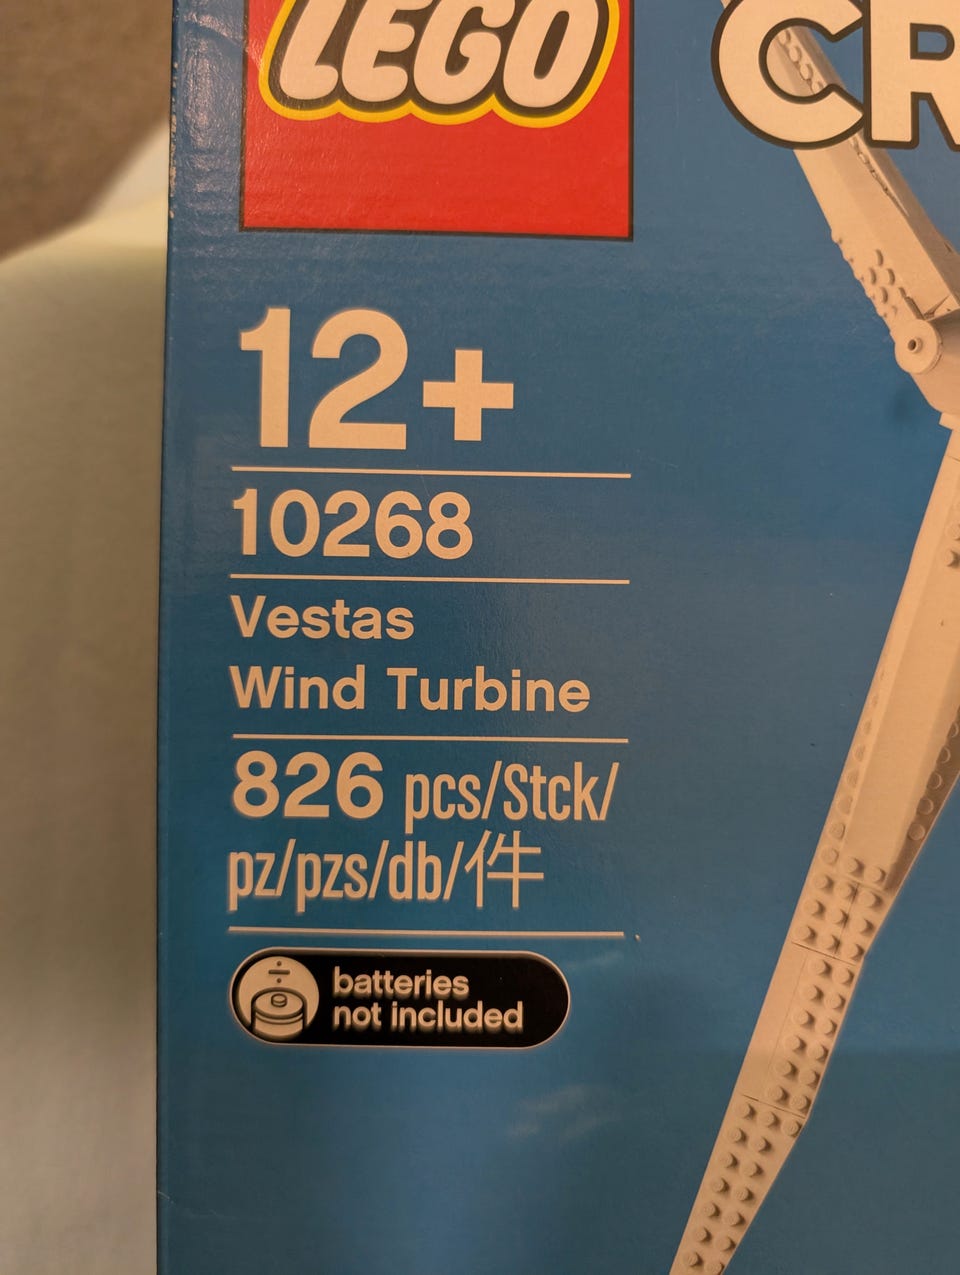 LEGO
CR
12+
10268
Vestas
Wind Turbine
826 pcs/Stck/
pz/pzs/db/件
batteries
not included